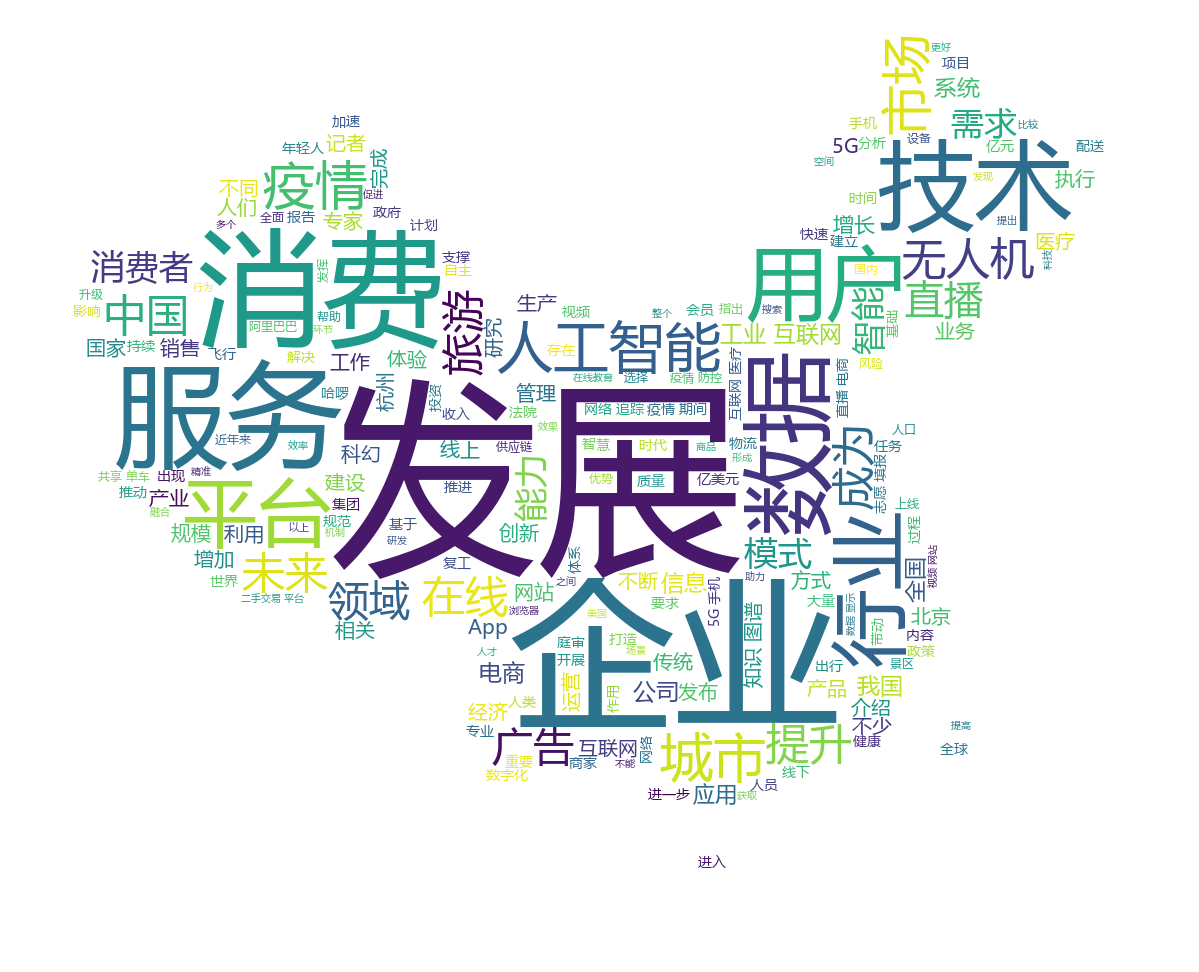 更好
项目
市场
系统
加速
手机
需求
比较
年轻人
记者
完成
5G
分析
设备
亿元
配送
疫情
空间
技术
发现
执行
不同
促进
时间
提出
人们
全面
报告
专家
政府
多个
计划
增长
快速
建立
医疗
消费
用户
无人机
科技
消费者
发挥
支撑
自主
国内
升级
行为
中国
影响
阿里巴巴
帮助
环节
旅游
生产
视频
整个
会员
指出
搜索
智能
直播
基础
业务
工业 互联网
研究
人工智能
国家
持续
销售
飞行
解决
工作
体验
存在
风险
服务
杭州
投资
哈啰
管理
在线教育
选择
疫情 防控
互联网 医疗
数据
直播 电商
发展
收入
法院
网络 追踪
疫情 期间
近年来
效率
科幻
线上
供应链
效果
智慧
时代
商品
物流
形成
成为
人口
任务
共享 单车
出现
精准
推动
产业
平台
建设
集团
推进
能力
优势
质量
亿美元
志愿 填报
上线
融合
规模
利用
以上
规范
机制
基于
研发
创新
体系
模式
行业
过程
视频 网站
增加
未来
复工
之间
世界
二手交易 平台
领域
在线
网站
不断
信息
助力
方式
全国
相关
App
浏览器
美国
要求
5G 手机
大量
数据 显示
带动
北京
内容
政策
企业
庭审
打造
人才
开展
场景
电商
传统
知识 图谱
出行
景区
运营
作用
公司
发布
产品
我国
经济
人类
介绍
不少
专业
广告
互联网
网络
城市
提升
健康
提高
全球
重要
数字化
商家
不能
线下
人员
进一步
应用
获取
进入